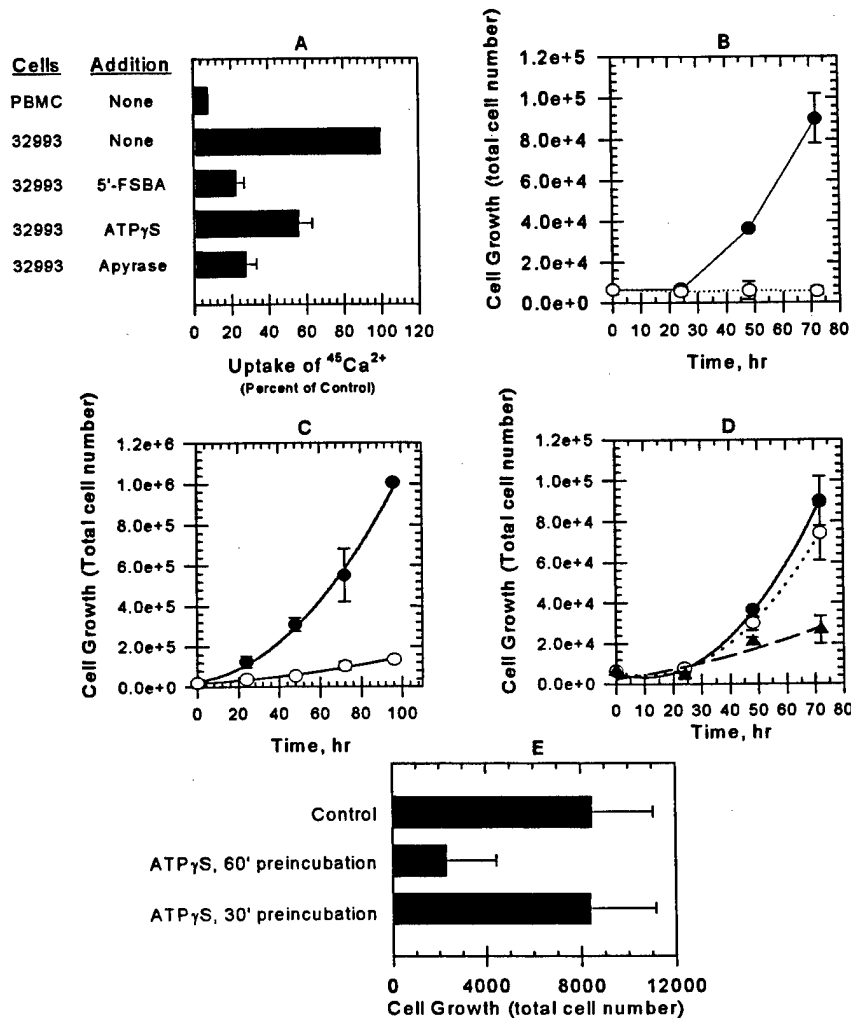 A
Cells Addition
PBMC None
32993 None
32993 5'-FSBA
32993 ATPγS
32993 Apyrase
0 20 40 60 80 100 120
Uptake of ⁴⁵Ca²⁺
(Percent of Control)
B
Cell Growth (total cell number)
1.2e+5
1.0e+5
8.0e+4
6.0e+4
4.0e+4
2.0e+4
0.0e+0
0 10 20 30 40 50 60 70 80
Time, hr
C
Cell Growth (Total cell number)
1.2e+6
1.0e+6
8.0e+5
6.0e+5
4.0e+5
2.0e+5
0.0e+0
0 20 40 60 80 100
Time, hr
D
Cell Growth (Total cell number)
1.2e+5
1.0e+5
8.0e+4
6.0e+4
4.0e+4
2.0e+4
0.0e+0
0 10 20 30 40 50 60 70 80
Time, hr
E
Control
ATPγS, 60' preincubation
ATPγS, 30' preincubation
0 4000 8000 12000
Cell Growth (total cell number)